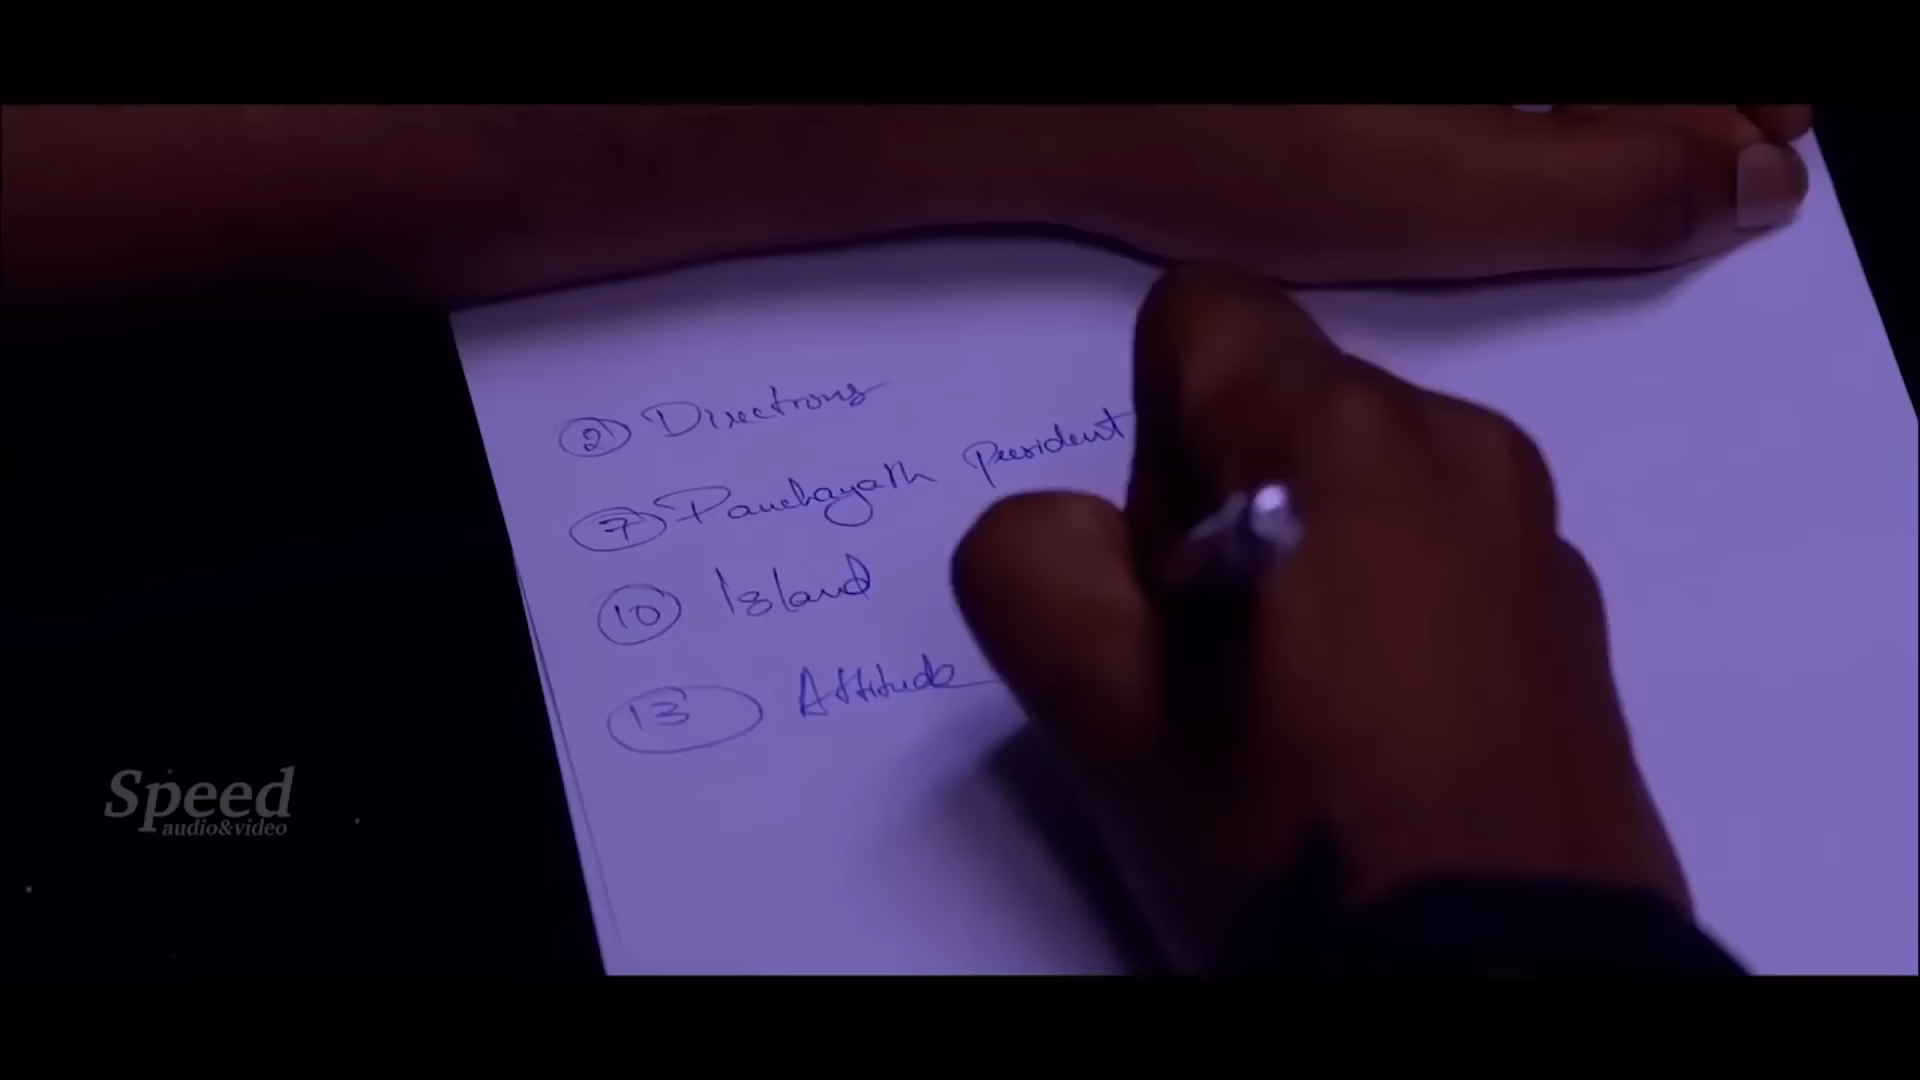 2 Directions
7 Panchayath president
10 Island
13 Attitude
Speed
audio&video